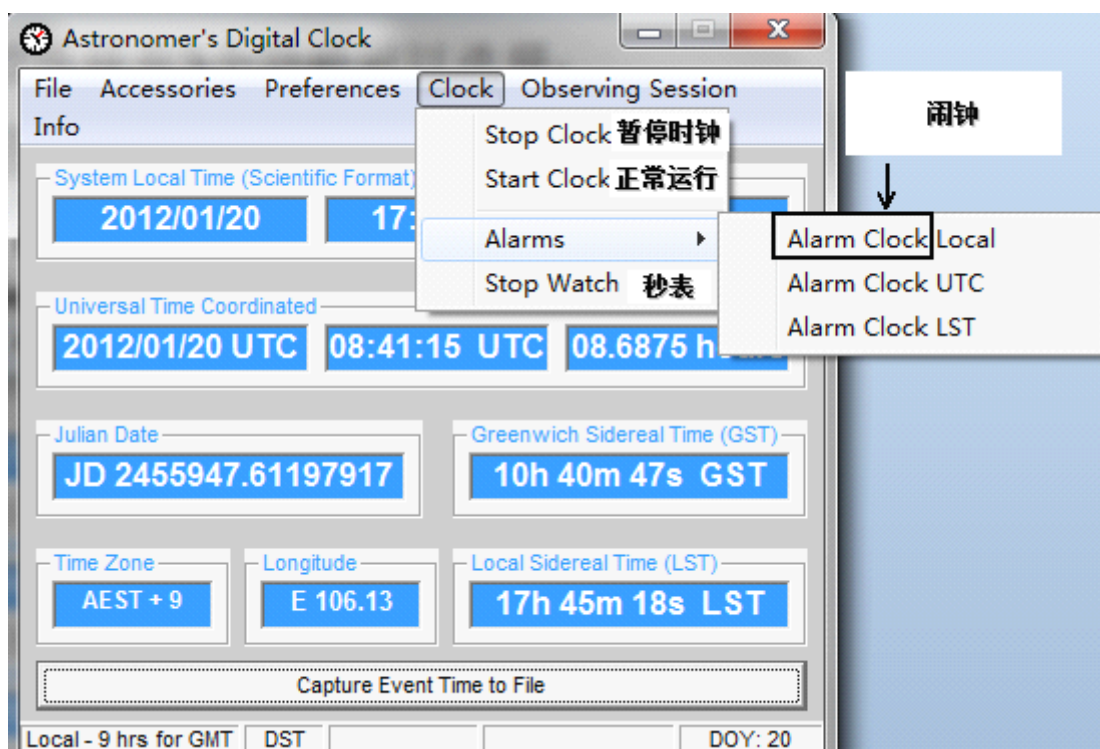 Astronomer's Digital Clock
File Accessories Preferences Clock Observing Session
Info
闹钟
Stop Clock 暂停时钟
Start Clock 正常运行
Alarms
Stop Watch 秒表
Alarm Clock Local
Alarm Clock UTC
Alarm Clock LST
System Local Time (Scientific Format)
2012/01/20 17:
Universal Time Coordinated
2012/01/20 UTC 08:41:15 UTC 08.6875
Julian Date
JD 2455947.61197917
Greenwich Sidereal Time (GST)
10h 40m 47s GST
Time Zone
AEST + 9
Longitude
E 106.13
Local Sidereal Time (LST)
17h 45m 18s LST
Capture Event Time to File
Local - 9 hrs for GMT DST DOY: 20